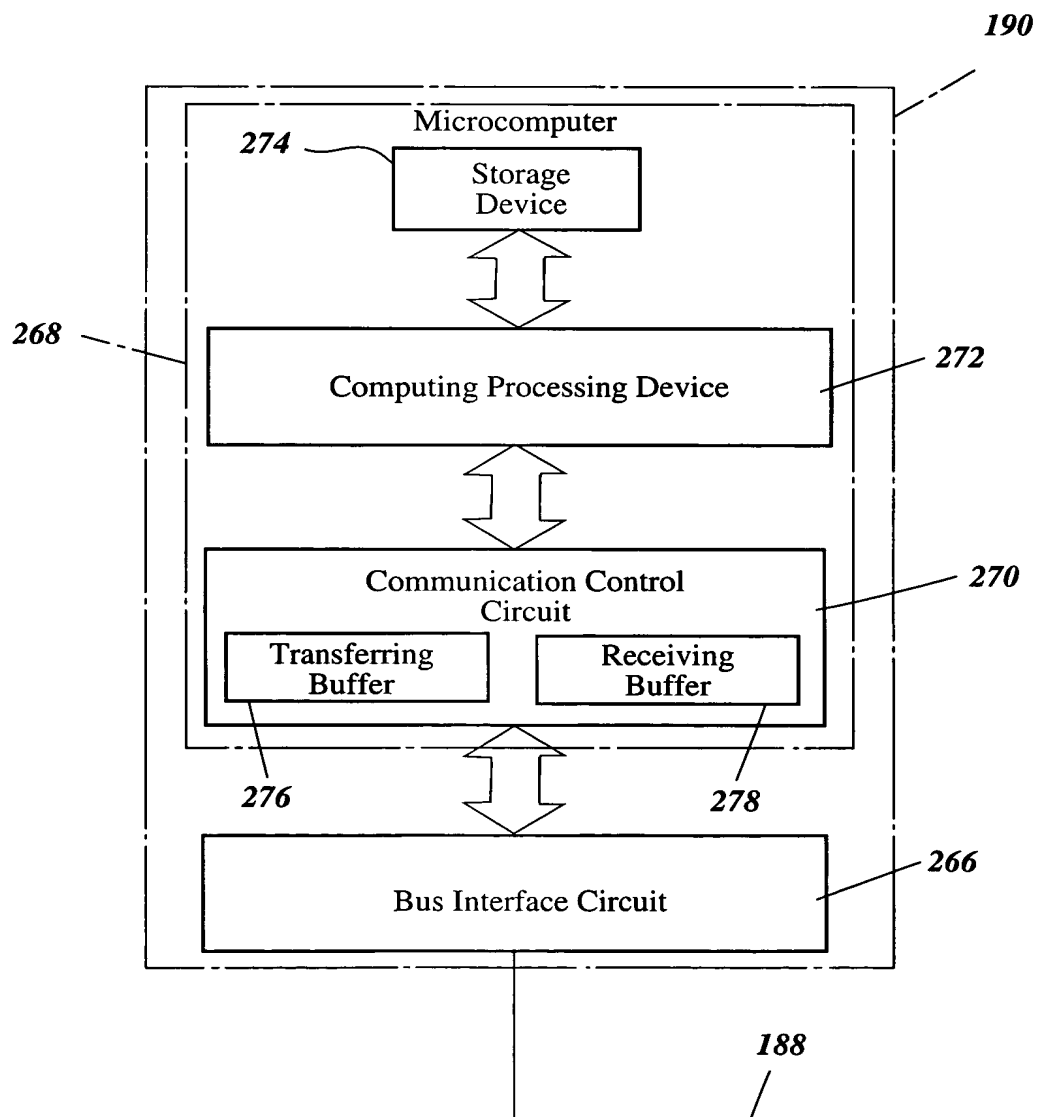 190
Microcomputer
274
Storage
Device
268
272
Computing Processing Device
270
Communication Control
Circuit
Transferring
Buffer
Receiving
Buffer
276
278
266
Bus Interface Circuit
188